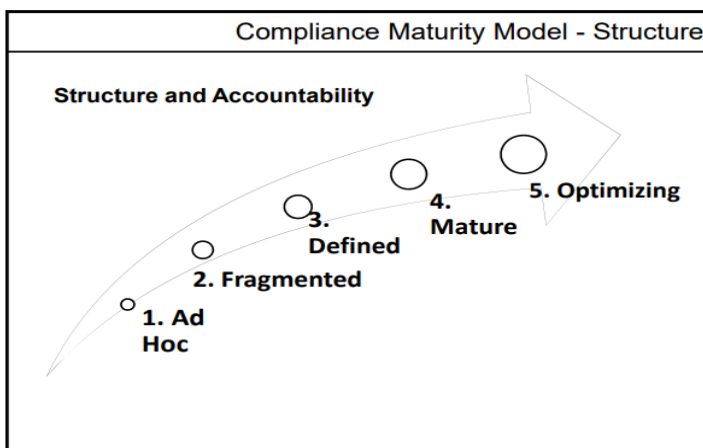 Compliance Maturity Model - Structure
Structure and Accountability
5. Optimizing
4.
Mature
3.
Defined
2. Fragmented
1. Ad
Hoc